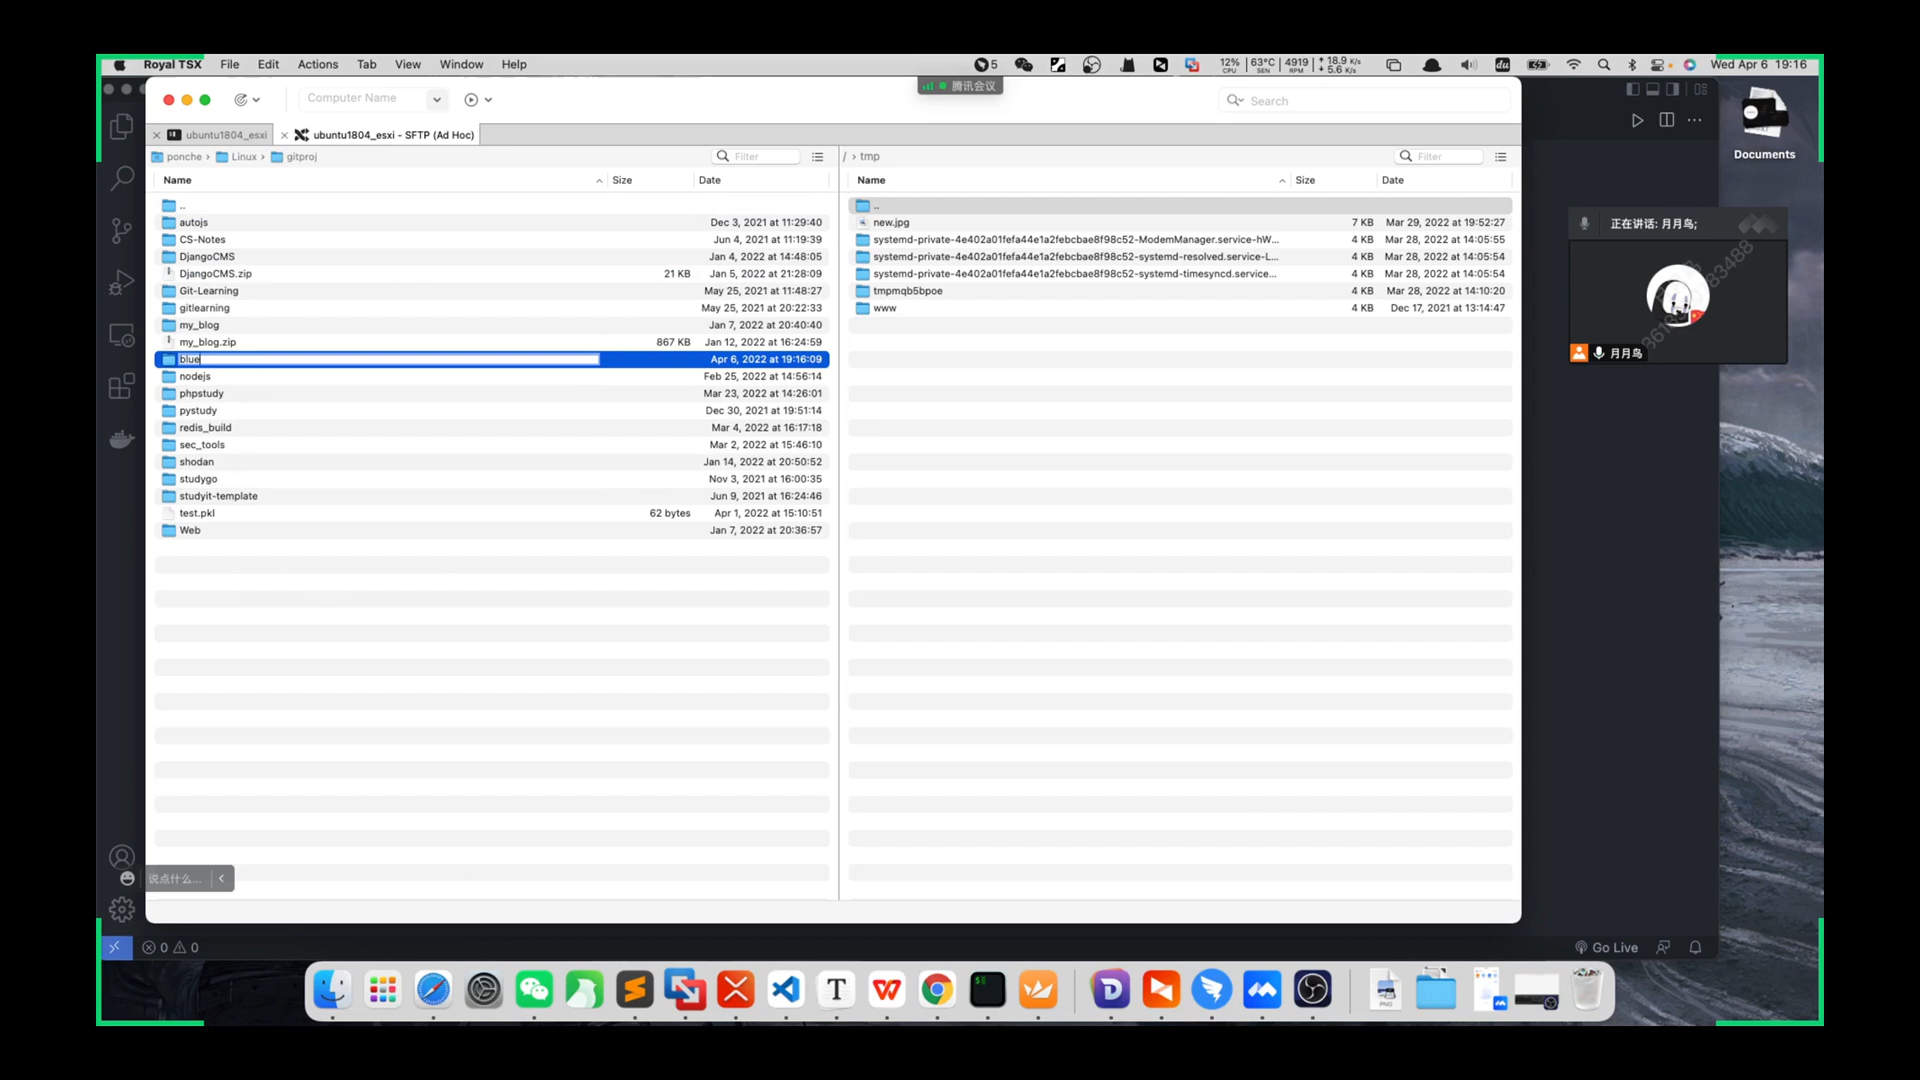 Royal TSX File Edit Actions Tab View Window Help
5 12% CPU 63°C SEN 4919 RPM 18.9 K/s 5.6 K/s du Wed Apr 6 19:16
腾讯会议
Computer Name
Search
Documents
ubuntu1804_esxi
ubuntu1804_esxi - SFTP (Ad Hoc)
ponche › Linux › gitproj
Filter
/ › tmp
Filter
Name Size Date
..
autojs Dec 3, 2021 at 11:29:40
CS-Notes Jun 4, 2021 at 11:19:39
DjangoCMS Jan 4, 2022 at 14:48:05
DjangoCMS.zip 21 KB Jan 5, 2022 at 21:28:09
Git-Learning May 25, 2021 at 11:48:27
gitlearning May 25, 2021 at 20:22:33
my_blog Jan 7, 2022 at 20:40:40
my_blog.zip 867 KB Jan 12, 2022 at 16:24:59
blue Apr 6, 2022 at 19:16:09
nodejs Feb 25, 2022 at 14:56:14
phpstudy Mar 23, 2022 at 14:26:01
pystudy Dec 30, 2021 at 19:51:14
redis_build Mar 4, 2022 at 16:17:18
sec_tools Mar 2, 2022 at 15:46:10
shodan Jan 14, 2022 at 20:50:52
studygo Nov 3, 2021 at 16:00:35
studyit-template Jun 9, 2021 at 16:24:46
test.pkl 62 bytes Apr 1, 2022 at 15:10:51
Web Jan 7, 2022 at 20:36:57
Name Size Date
..
new.jpg 7 KB Mar 29, 2022 at 19:52:27
systemd-private-4e402a01fefa44e1a2febcbae8f98c52-ModemManager.service-hW... 4 KB Mar 28, 2022 at 14:05:55
systemd-private-4e402a01fefa44e1a2febcbae8f98c52-systemd-resolved.service-L... 4 KB Mar 28, 2022 at 14:05:54
systemd-private-4e402a01fefa44e1a2febcbae8f98c52-systemd-timesyncd.service... 4 KB Mar 28, 2022 at 14:05:54
tmpmqb5bpoe 4 KB Mar 28, 2022 at 14:10:20
www 4 KB Dec 17, 2021 at 13:14:47
正在讲话: 月月鸟;
月月鸟
说点什么...
0 0
Go Live